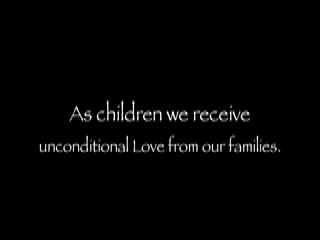 As children we receive
unconditional Love from our families.